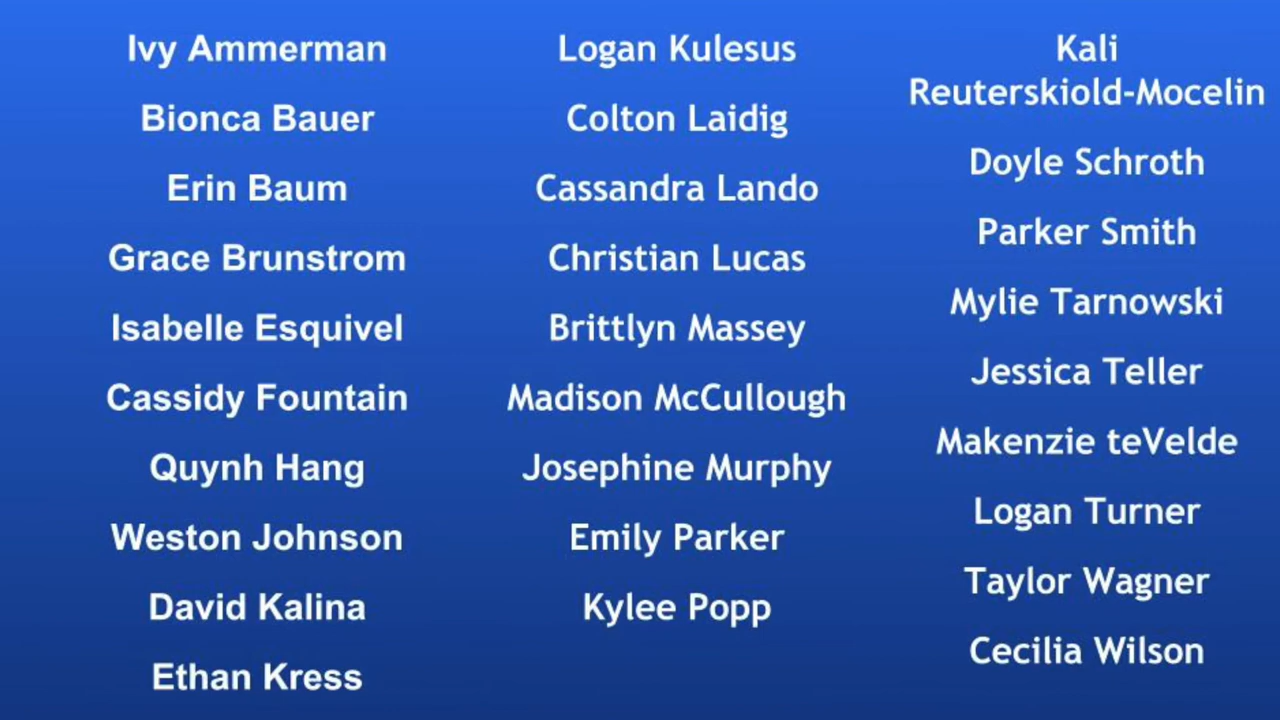 Ivy Ammerman
Bionca Bauer
Erin Baum
Grace Brunstrom
Isabelle Esquivel
Cassidy Fountain
Quynh Hang
Weston Johnson
David Kalina
Ethan Kress
Logan Kulesus
Colton Laidig
Cassandra Lando
Christian Lucas
Brittlyn Massey
Madison McCullough
Josephine Murphy
Emily Parker
Kylee Popp
Kali
Reuterskiold-Mocelin
Doyle Schroth
Parker Smith
Mylie Tarnowski
Jessica Teller
Makenzie teVelde
Logan Turner
Taylor Wagner
Cecilia Wilson